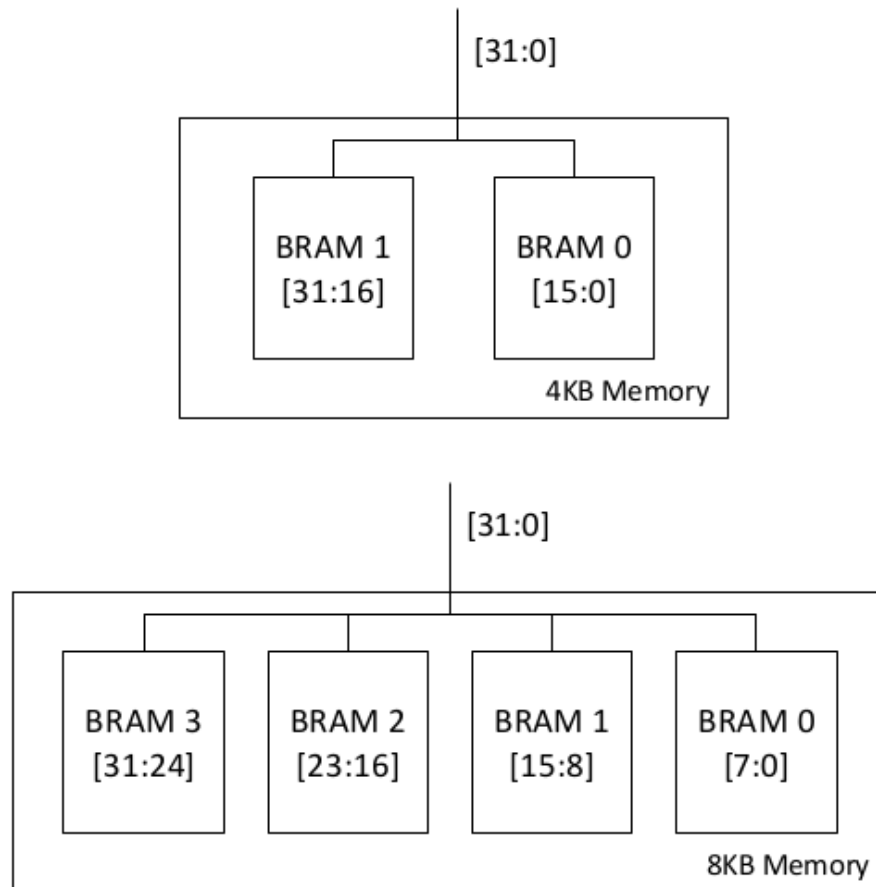 [31:0]
BRAM 1
[31:16]
BRAM 0
[15:0]
4KB Memory
[31:0]
BRAM 3
[31:24]
BRAM 2
[23:16]
BRAM 1
[15:8]
BRAM 0
[7:0]
8KB Memory